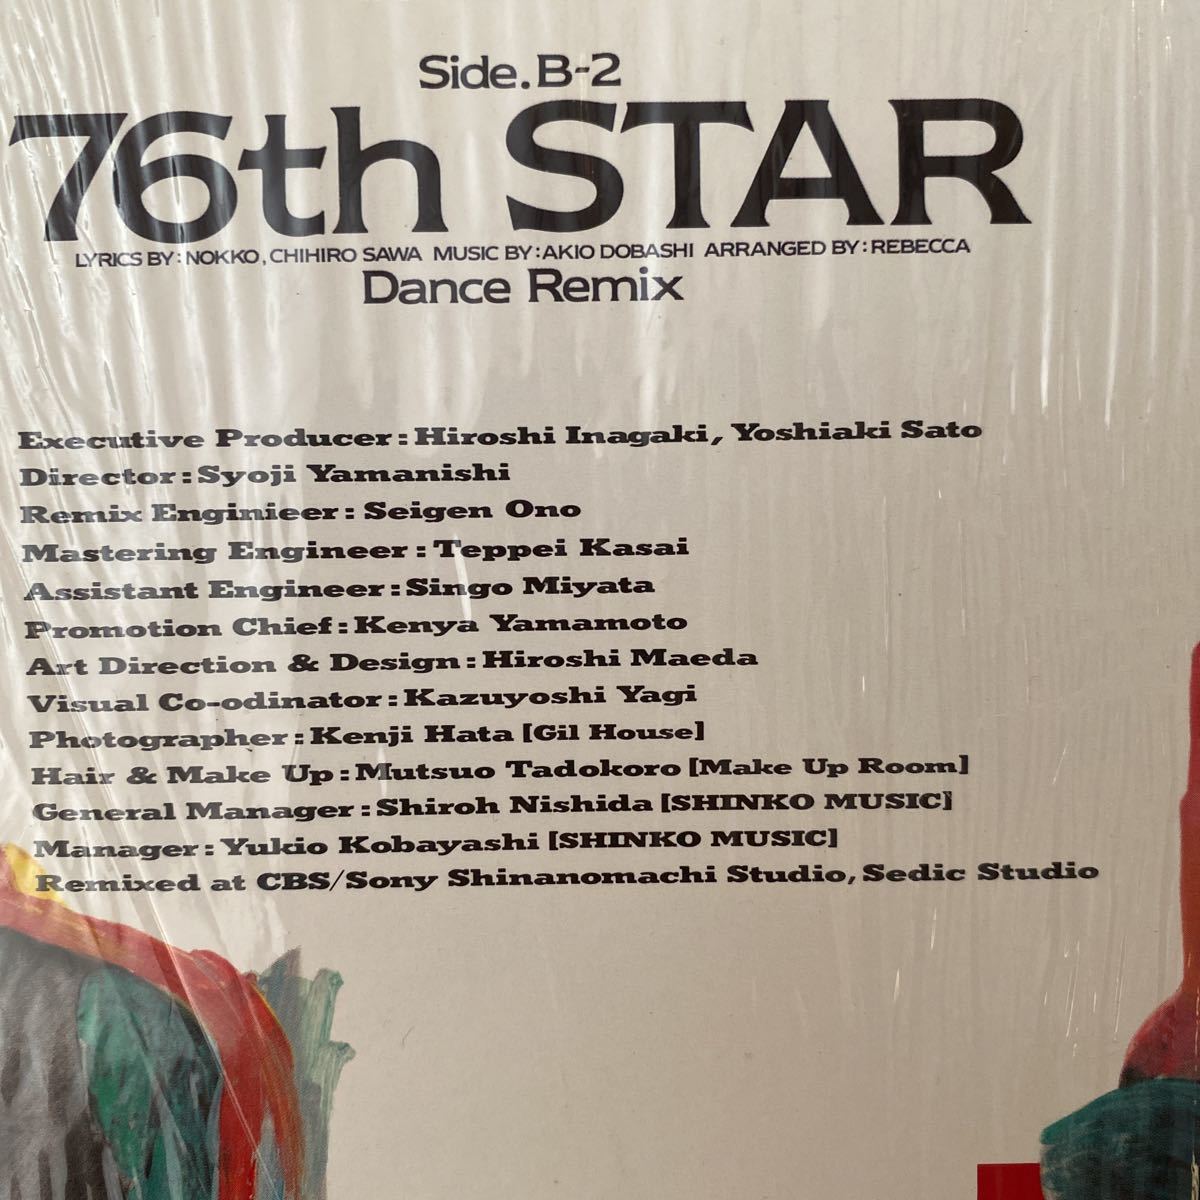 Side.B-2
76th STAR
LYRICS BY:NOKKO,CHIHIRO SAWA MUSIC BY:AKIO DOBASHI ARRANGED BY:REBECCA
Dance Remix
Executive Producer:Hiroshi Inagaki, Yoshiaki Sato
Director:Syoji Yamanishi
Remix Enginieer:Seigen Ono
Mastering Engineer:Teppei Kasai
Assistant Engineer:Singo Miyata
Promotion Chief:Kenya Yamamoto
Art Direction & Design:Hiroshi Maeda
Visual Co-odinator:Kazuyoshi Yagi
Photographer:Kenji Hata [Gil House]
Hair & Make Up:Mutsuo Tadokoro [Make Up Room]
General Manager:Shiroh Nishida [SHINKO MUSIC]
Manager:Yukio Kobayashi [SHINKO MUSIC]
Remixed at CBS/Sony Shinanomachi Studio, Sedic Studio